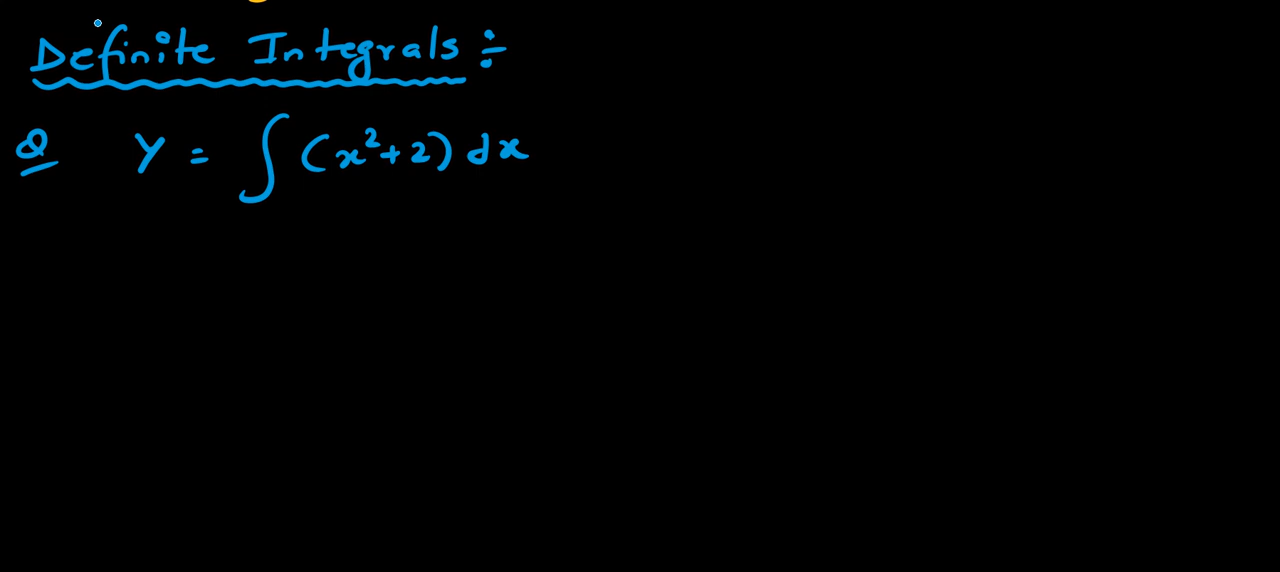 Definite Integrals ÷
Q y = ∫ (x²+2) dx